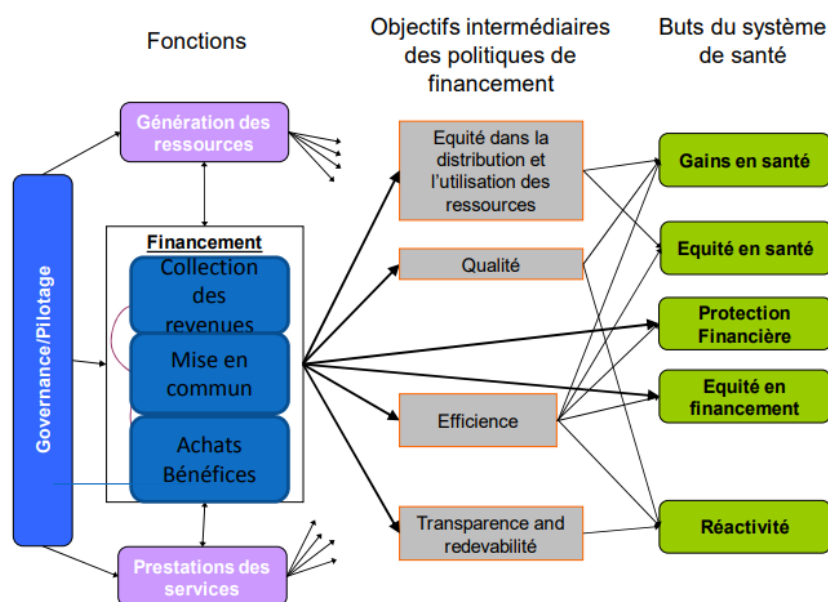 Fonctions
Objectifs intermédiaires
des politiques de
financement
Buts du système
de santé
Governance/Pilotage
Génération des
ressources
Financement
Collection
des
revenues
Mise en
commun
Achats
Bénéfices
Prestations des
services
Equité dans la
distribution et
l'utilisation des
ressources
Qualité
Efficience
Transparence and
redevabilité
Gains en santé
Equité en santé
Protection
Financière
Equité en
financement
Réactivité